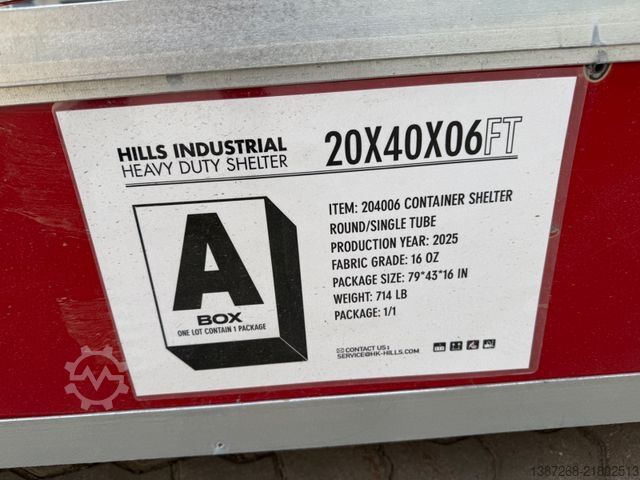 HILLS INDUSTRIAL
HEAVY DUTY SHELTER
20X40X06FT
A
BOX
ONE LOT CONTAIN 1 PACKAGE
ITEM: 204006 CONTAINER SHELTER
ROUND/SINGLE TUBE
PRODUCTION YEAR: 2025
FABRIC GRADE: 16 OZ
PACKAGE SIZE: 79*43*16 IN
WEIGHT: 714 LB
PACKAGE: 1/1
CONTACT US:
SERVICE@HK-HILLS.COM
1387268-21802513